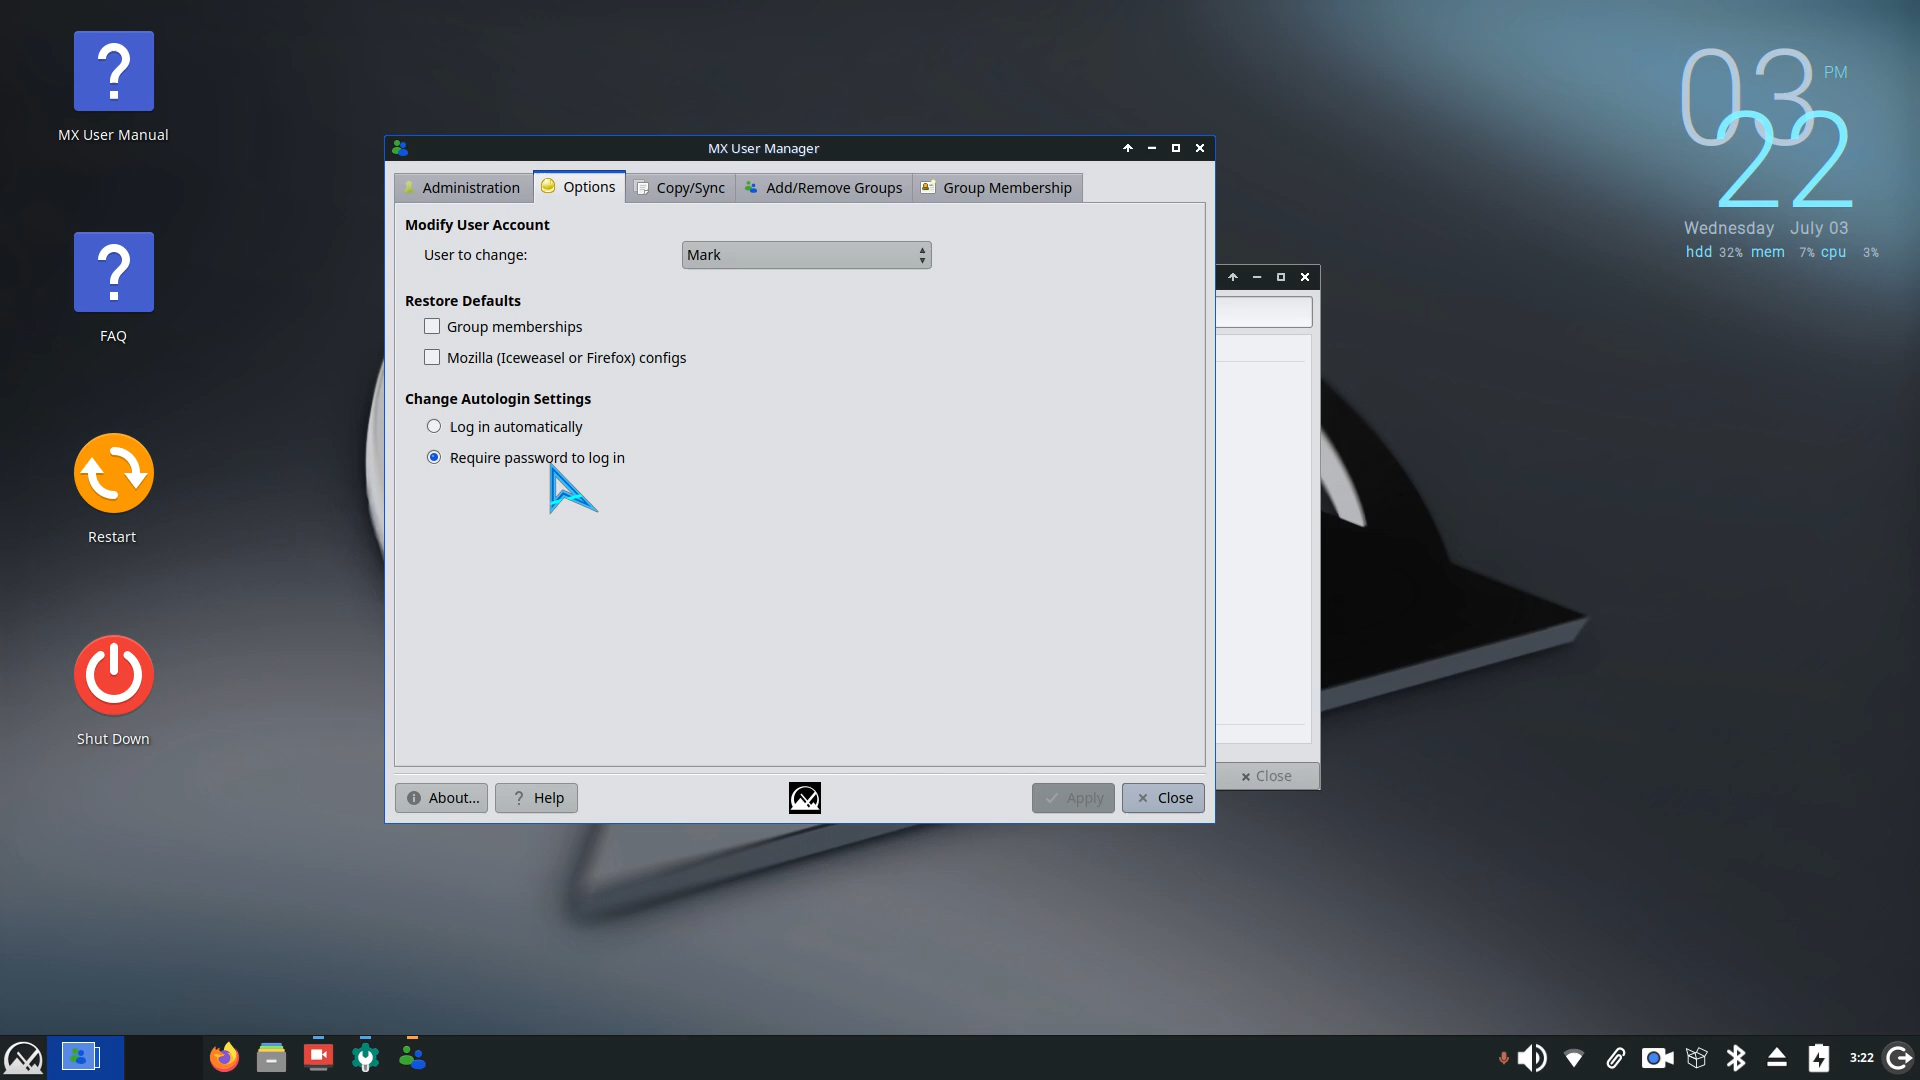 MX User Manual
FAQ
Restart
Shut Down
MX User Manager
Administration
Options
Copy/Sync
Add/Remove Groups
Group Membership
Modify User Account
User to change:
Mark
Restore Defaults
Group memberships
Mozilla (Iceweasel or Firefox) configs
Change Autologin Settings
Log in automatically
Require password to log in
About...
Help
Apply
Close
Close
03 PM
22
Wednesday July 03
hdd 32% mem 7% cpu 3%
3:22